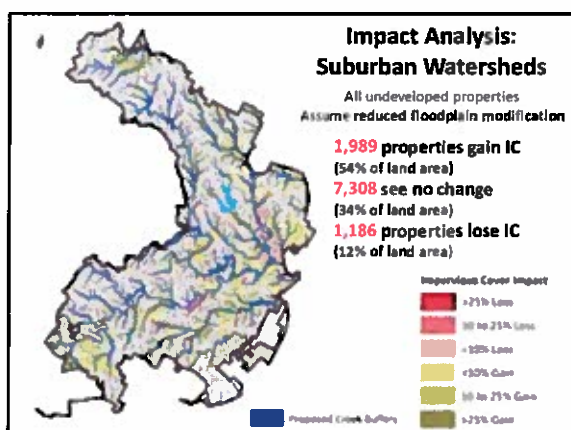 Impact Analysis:
Suburban Watersheds
All undeveloped properties
Assume reduced floodplain modification
1,989 properties gain IC
(54% of land area)
7,308 see no change
(34% of land area)
1,186 properties lose IC
(12% of land area)
Impervious Cover Impact
>25% Loss
10 to 25% Loss
<10% Loss
<10% Gain
10 to 25% Gain
>25% Gain
Proposed Creek Buffers